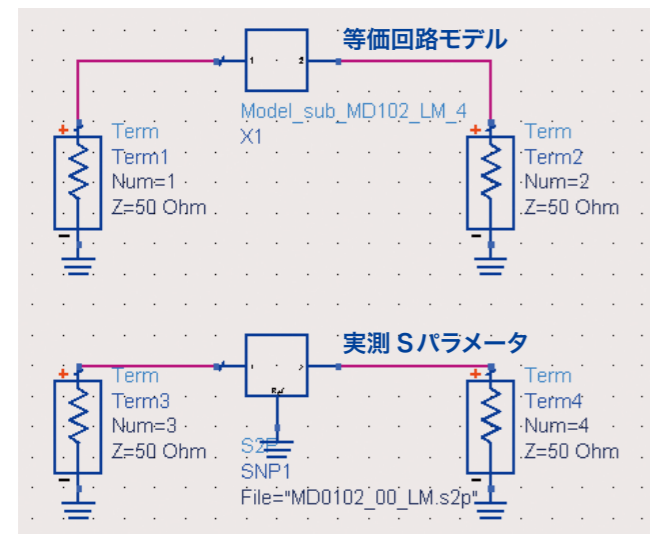 等価回路モデル
1 2
Model_sub_MD102_LM_4
X1
+
Term
Term1
Num=1
Z=50 Ohm
-
+
Term
Term2
Num=2
Z=50 Ohm
-
実測 Sパラメータ
1 2
Ref
+
Term
Term3
Num=3
Z=50 Ohm
-
S2P
SNP1
File="MD0102_00_LM.s2p"
+
Term
Term4
Num=4
Z=50 Ohm
-